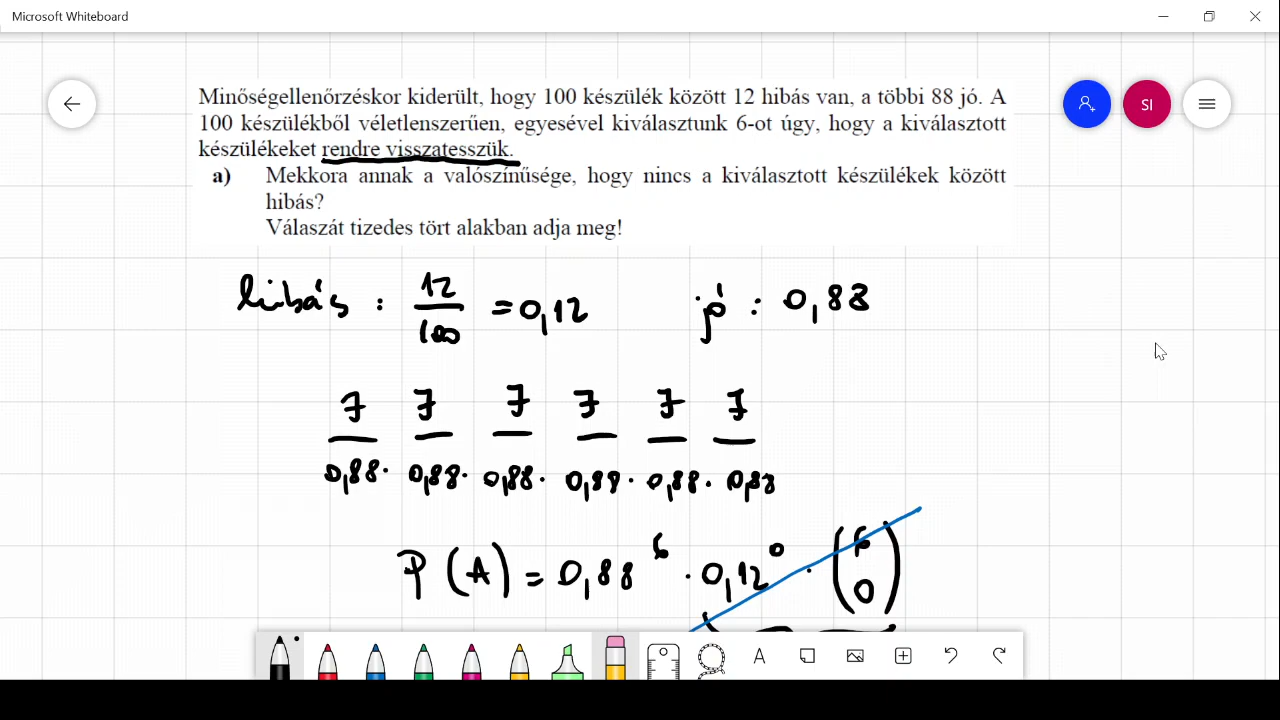 Microsoft Whiteboard
SI
Minőségellenőrzéskor kiderült, hogy 100 készülék között 12 hibás van, a többi 88 jó. A
100 készülékből véletlenszerűen, egyesével kiválasztunk 6-ot úgy, hogy a kiválasztott
készülékeket rendre visszatesszük.
a) Mekkora annak a valószínűsége, hogy nincs a kiválasztott készülékek között
hibás?
Válaszát tizedes tört alakban adja meg!
hibás : 12/100 = 0,12 jó : 0,88
J J J J J J
0,88· 0,88· 0,88· 0,88· 0,88· 0,88
P(A) = 0,88^6 · 0,12^0 · (6 0)
A